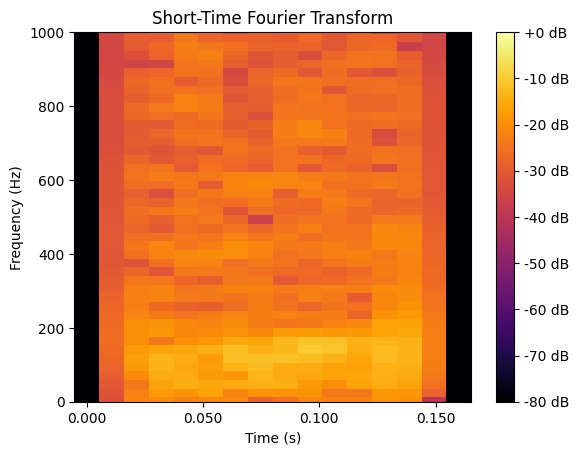 Short-Time Fourier Transform
1000
800
600
400
200
0
Frequency (Hz)
0.000
0.050
0.100
0.150
Time (s)
+0 dB
-10 dB
-20 dB
-30 dB
-40 dB
-50 dB
-60 dB
-70 dB
-80 dB